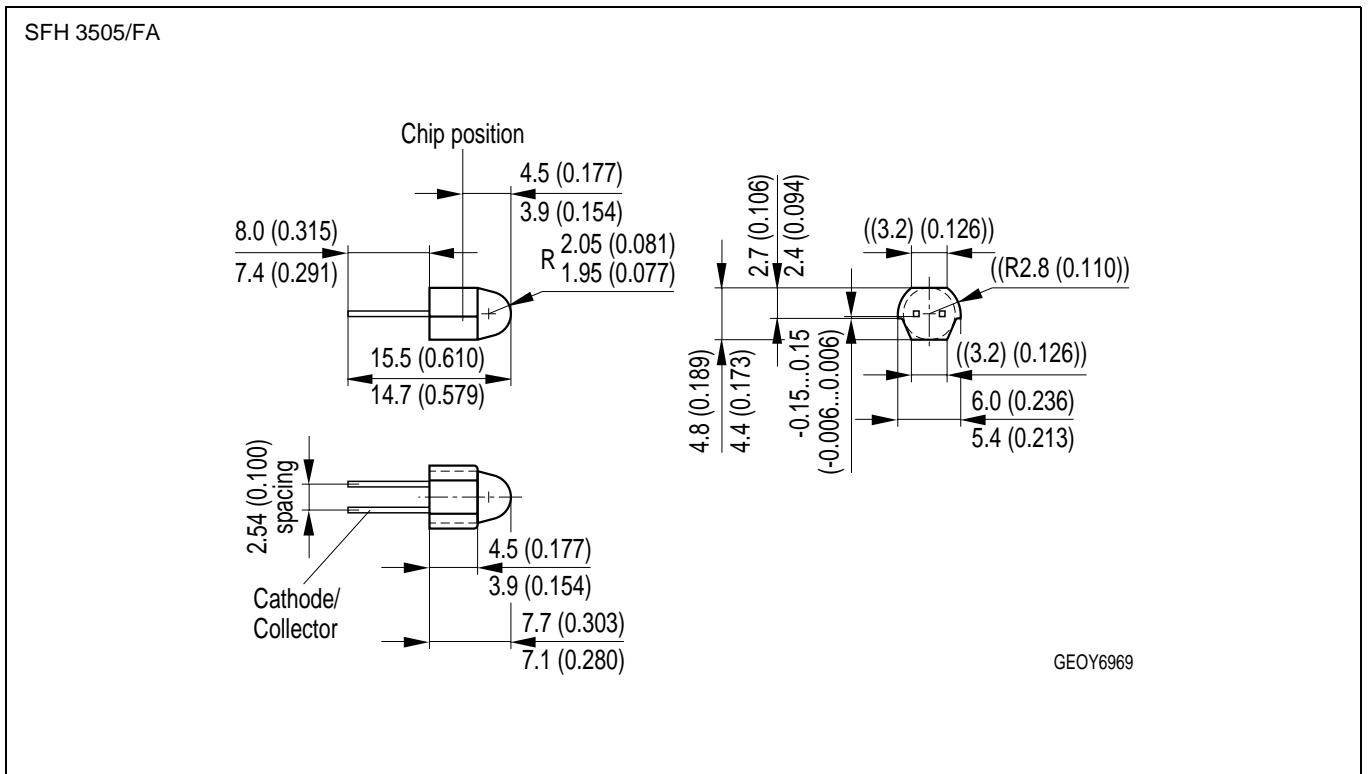 SFH 3505/FA
Chip position
4.5 (0.177)
3.9 (0.154)
8.0 (0.315)
7.4 (0.291)
R
2.05 (0.081)
1.95 (0.077)
15.5 (0.610)
14.7 (0.579)
2.7 (0.106)
2.4 (0.094)
((3.2) (0.126))
((R2.8 (0.110))
4.8 (0.189)
4.4 (0.173)
-0.15...0.15
(-0.006...0.006)
((3.2) (0.126))
6.0 (0.236)
5.4 (0.213)
2.54 (0.100)
spacing
Cathode/
Collector
4.5 (0.177)
3.9 (0.154)
7.7 (0.303)
7.1 (0.280)
GEOY6969